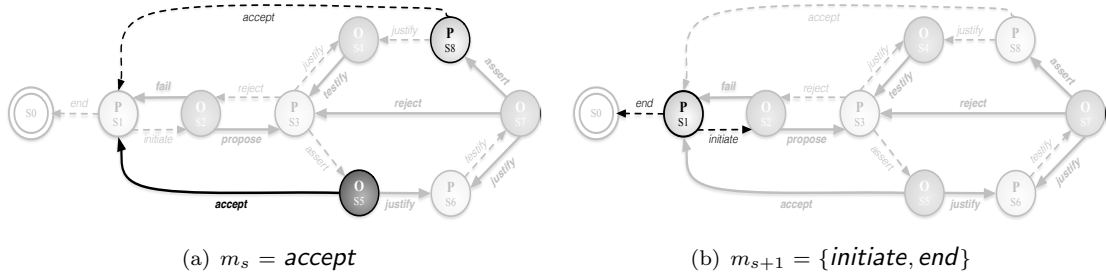 accept
P
S8
O
S4
justify
justify
testify
assert
S0
end
P
S1
fail
initiate
O
S2
reject
propose
P
S3
reject
O
S7
assert
testify
justify
accept
O
S5
justify
P
S6
(a) mₛ = accept
accept
P
S8
O
S4
justify
justify
testify
assert
S0
end
P
S1
fail
initiate
O
S2
reject
propose
P
S3
reject
O
S7
assert
testify
justify
accept
O
S5
justify
P
S6
(b) mₛ₊₁ = {initiate, end}